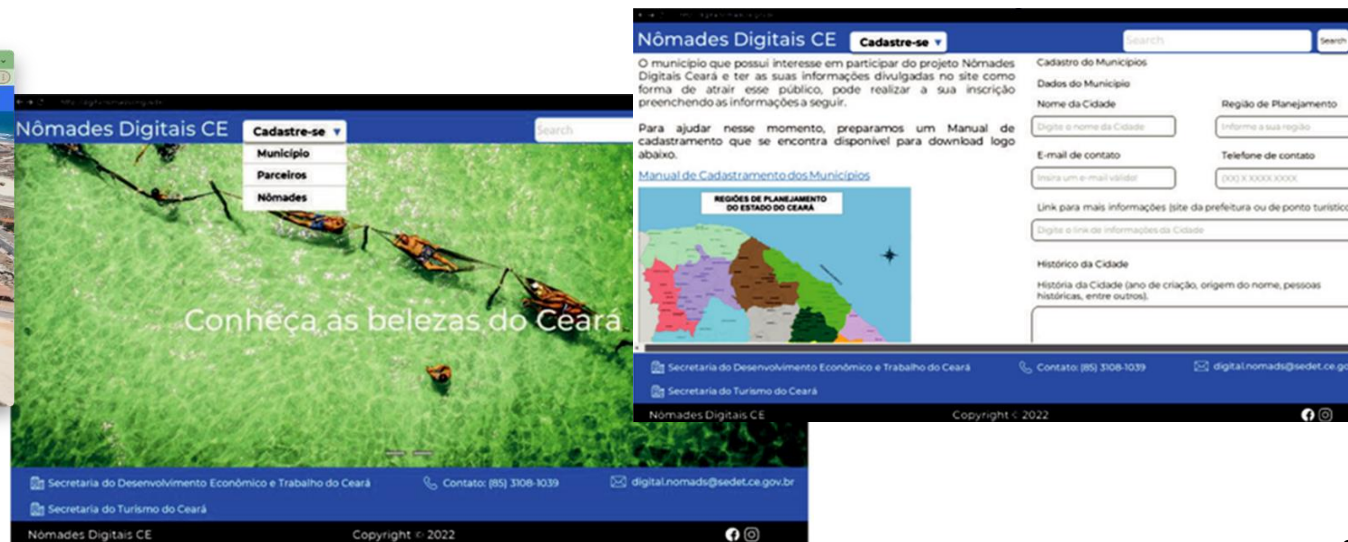 Nômades Digitais CE
Cadastre-se ▼
Search
Município
Parceiros
Nômades
Conheça as belezas do Ceará
Secretaria do Desenvolvimento Econômico e Trabalho do Ceará
Contato: (85) 3108-1039
digital.nomads@sedet.ce.gov.br
Secretaria do Turismo do Ceará
Nômades Digitais CE
Copyright © 2022
Nômades Digitais CE
Cadastre-se ▼
Search
Search
O município que possui interesse em participar do projeto Nômades
Digitais Ceará e ter as suas informações divulgadas no site como
forma de atrair esse público, pode realizar a sua inscrição
preenchendo as informações a seguir.
Para ajudar nesse momento, preparamos um Manual de
cadastramento que se encontra disponível para download logo
abaixo.
Manual de Cadastramento dos Municípios
REGIÕES DE PLANEJAMENTO
DO ESTADO DO CEARÁ
Cadastro do Municípios
Dados do Município
Nome da Cidade
Região de Planejamento
Digite o nome da Cidade
Informe a sua região
E-mail de contato
Telefone de contato
Insira um e-mail válido!
(XX) X XXXX XXXX
Link para mais informações (site da prefeitura ou de ponto turístico
Digite o link de informações da Cidade
Histórico da Cidade
História da Cidade (ano de criação, origem do nome, pessoas
históricas, entre outros).
Secretaria do Desenvolvimento Econômico e Trabalho do Ceará
Contato: (85) 3108-1039
digital.nomads@sedet.ce.go
Secretaria do Turismo do Ceará
Nômades Digitais CE
Copyright © 2022